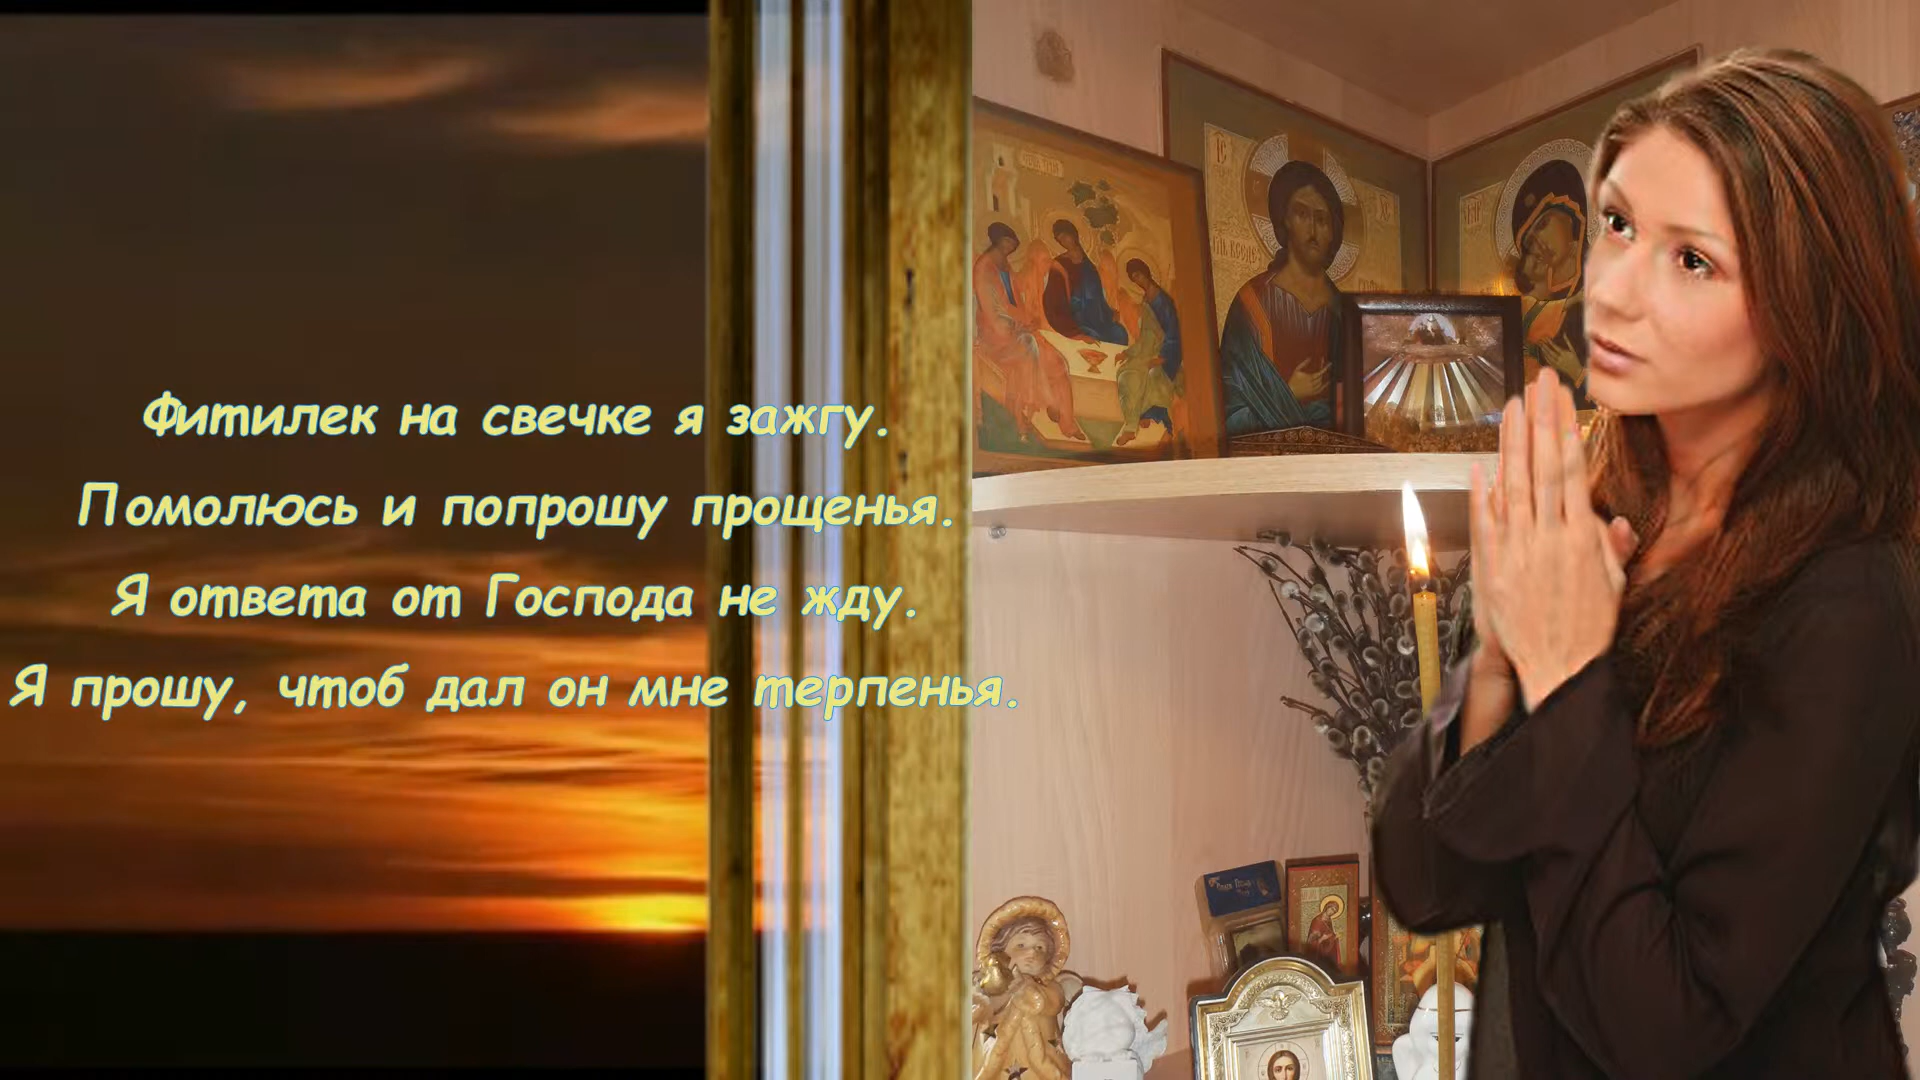 Фитилек на свечке я зажгу.
Помолюсь и попрошу прощенья.
Я ответа от Господа не жду.
Я прошу, чтоб дал он мне терпенья.